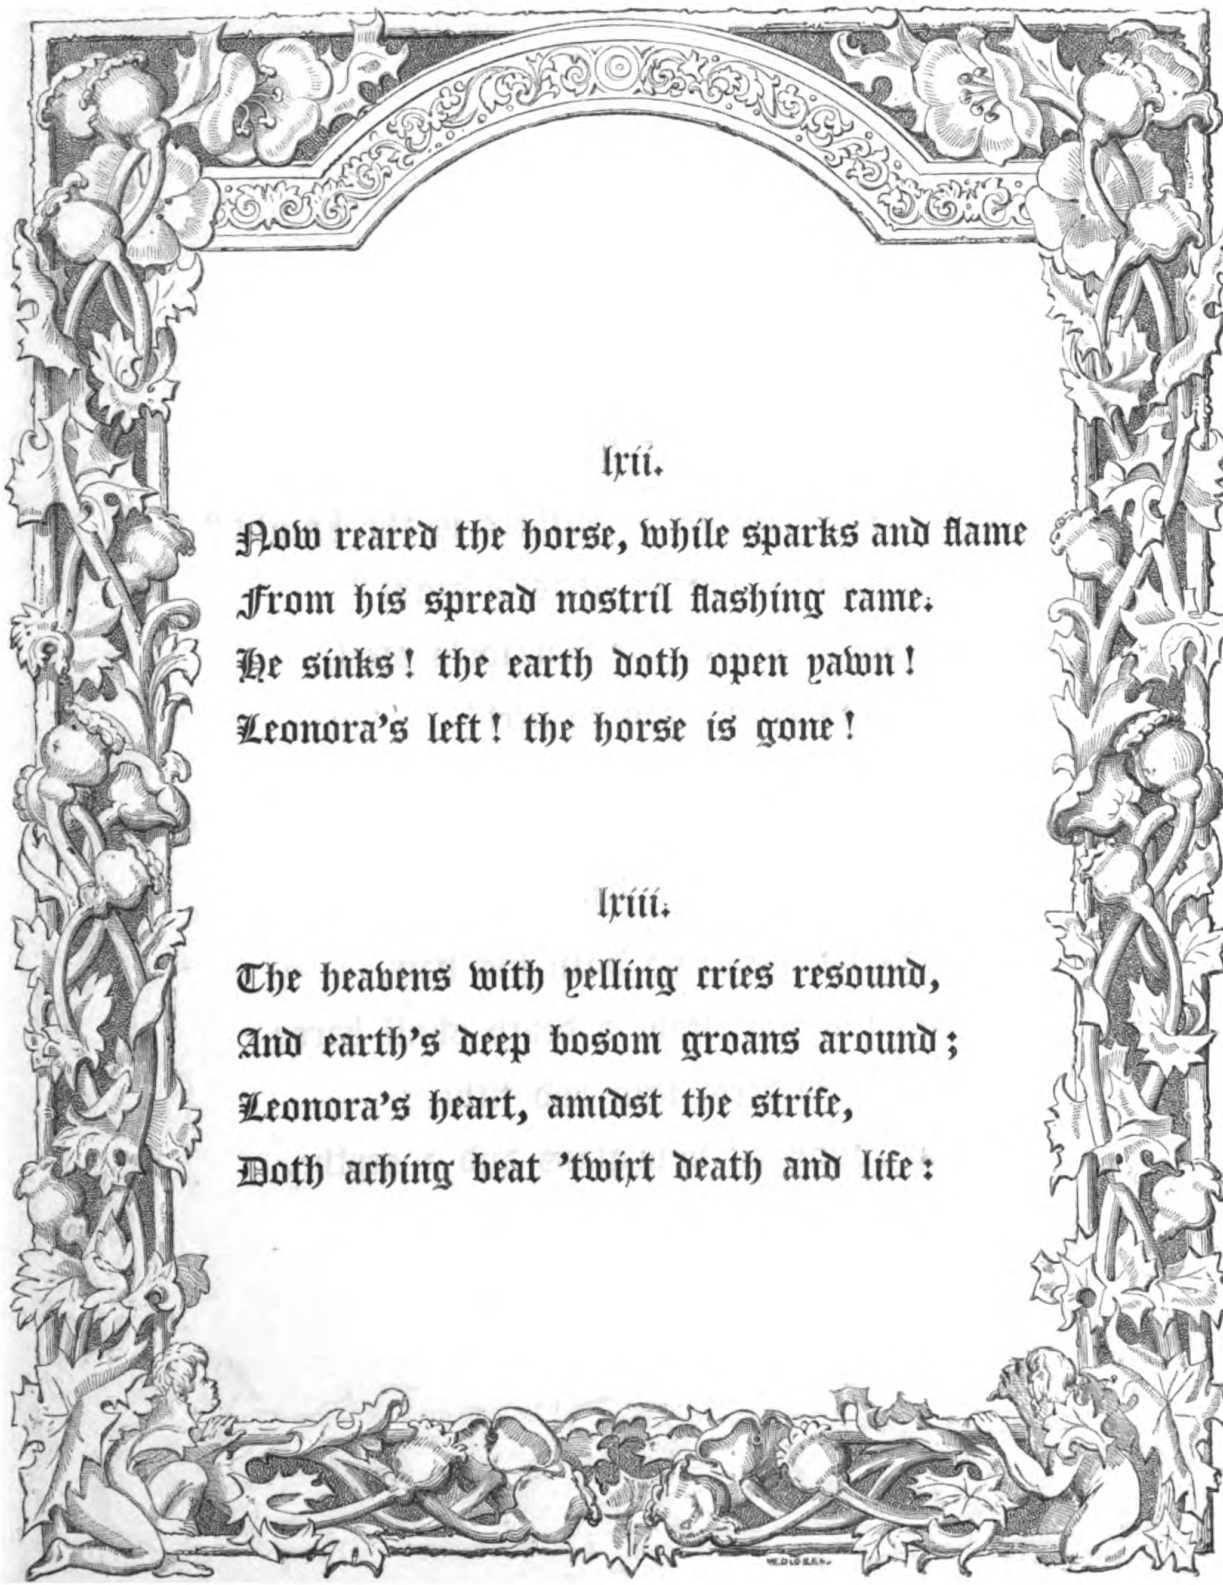 lxii.
Now reared the horse, while sparks and flame
From his spread nostril flashing came.
He sinks! the earth doth open yawn!
Leonora's left! the horse is gone!
lxiii.
The heavens with yelling cries resound,
And earth's deep bosom groans around;
Leonora's heart, amidst the strife,
Doth aching beat 'twixt death and life: